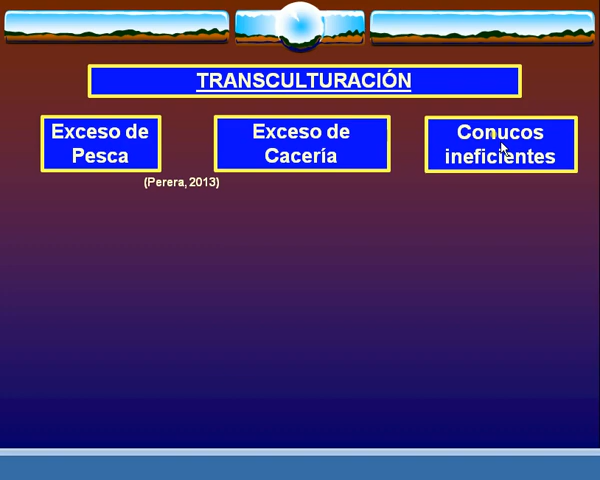 TRANSCULTURACIÓN
Exceso de
Pesca
Exceso de
Cacería
Conucos
ineficientes
(Perera, 2013)